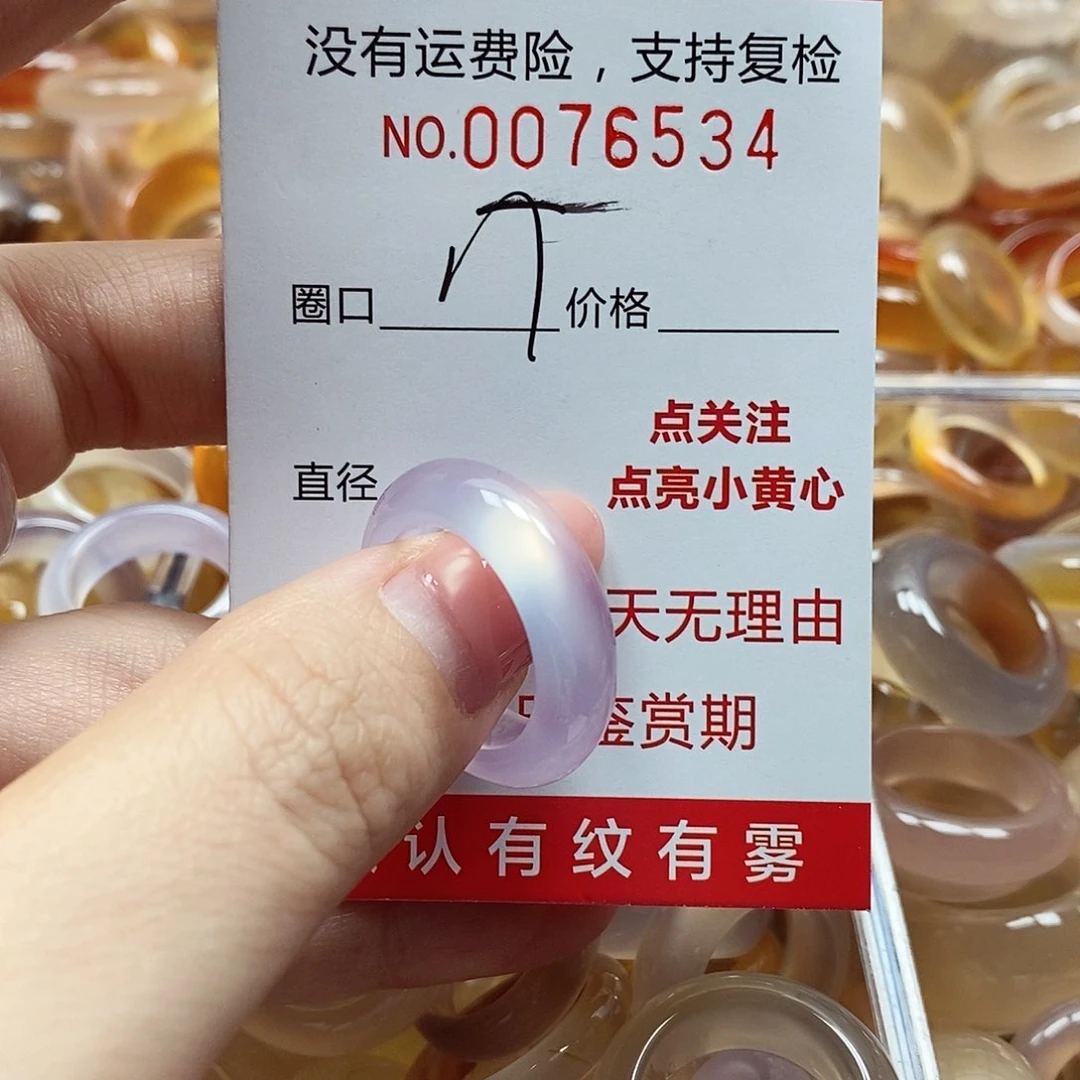 没有运费险，支持复检
NO.0076534
圈口 价格
点关注
直径
点亮小黄心
天无理由
鉴赏期
认有纹有雾